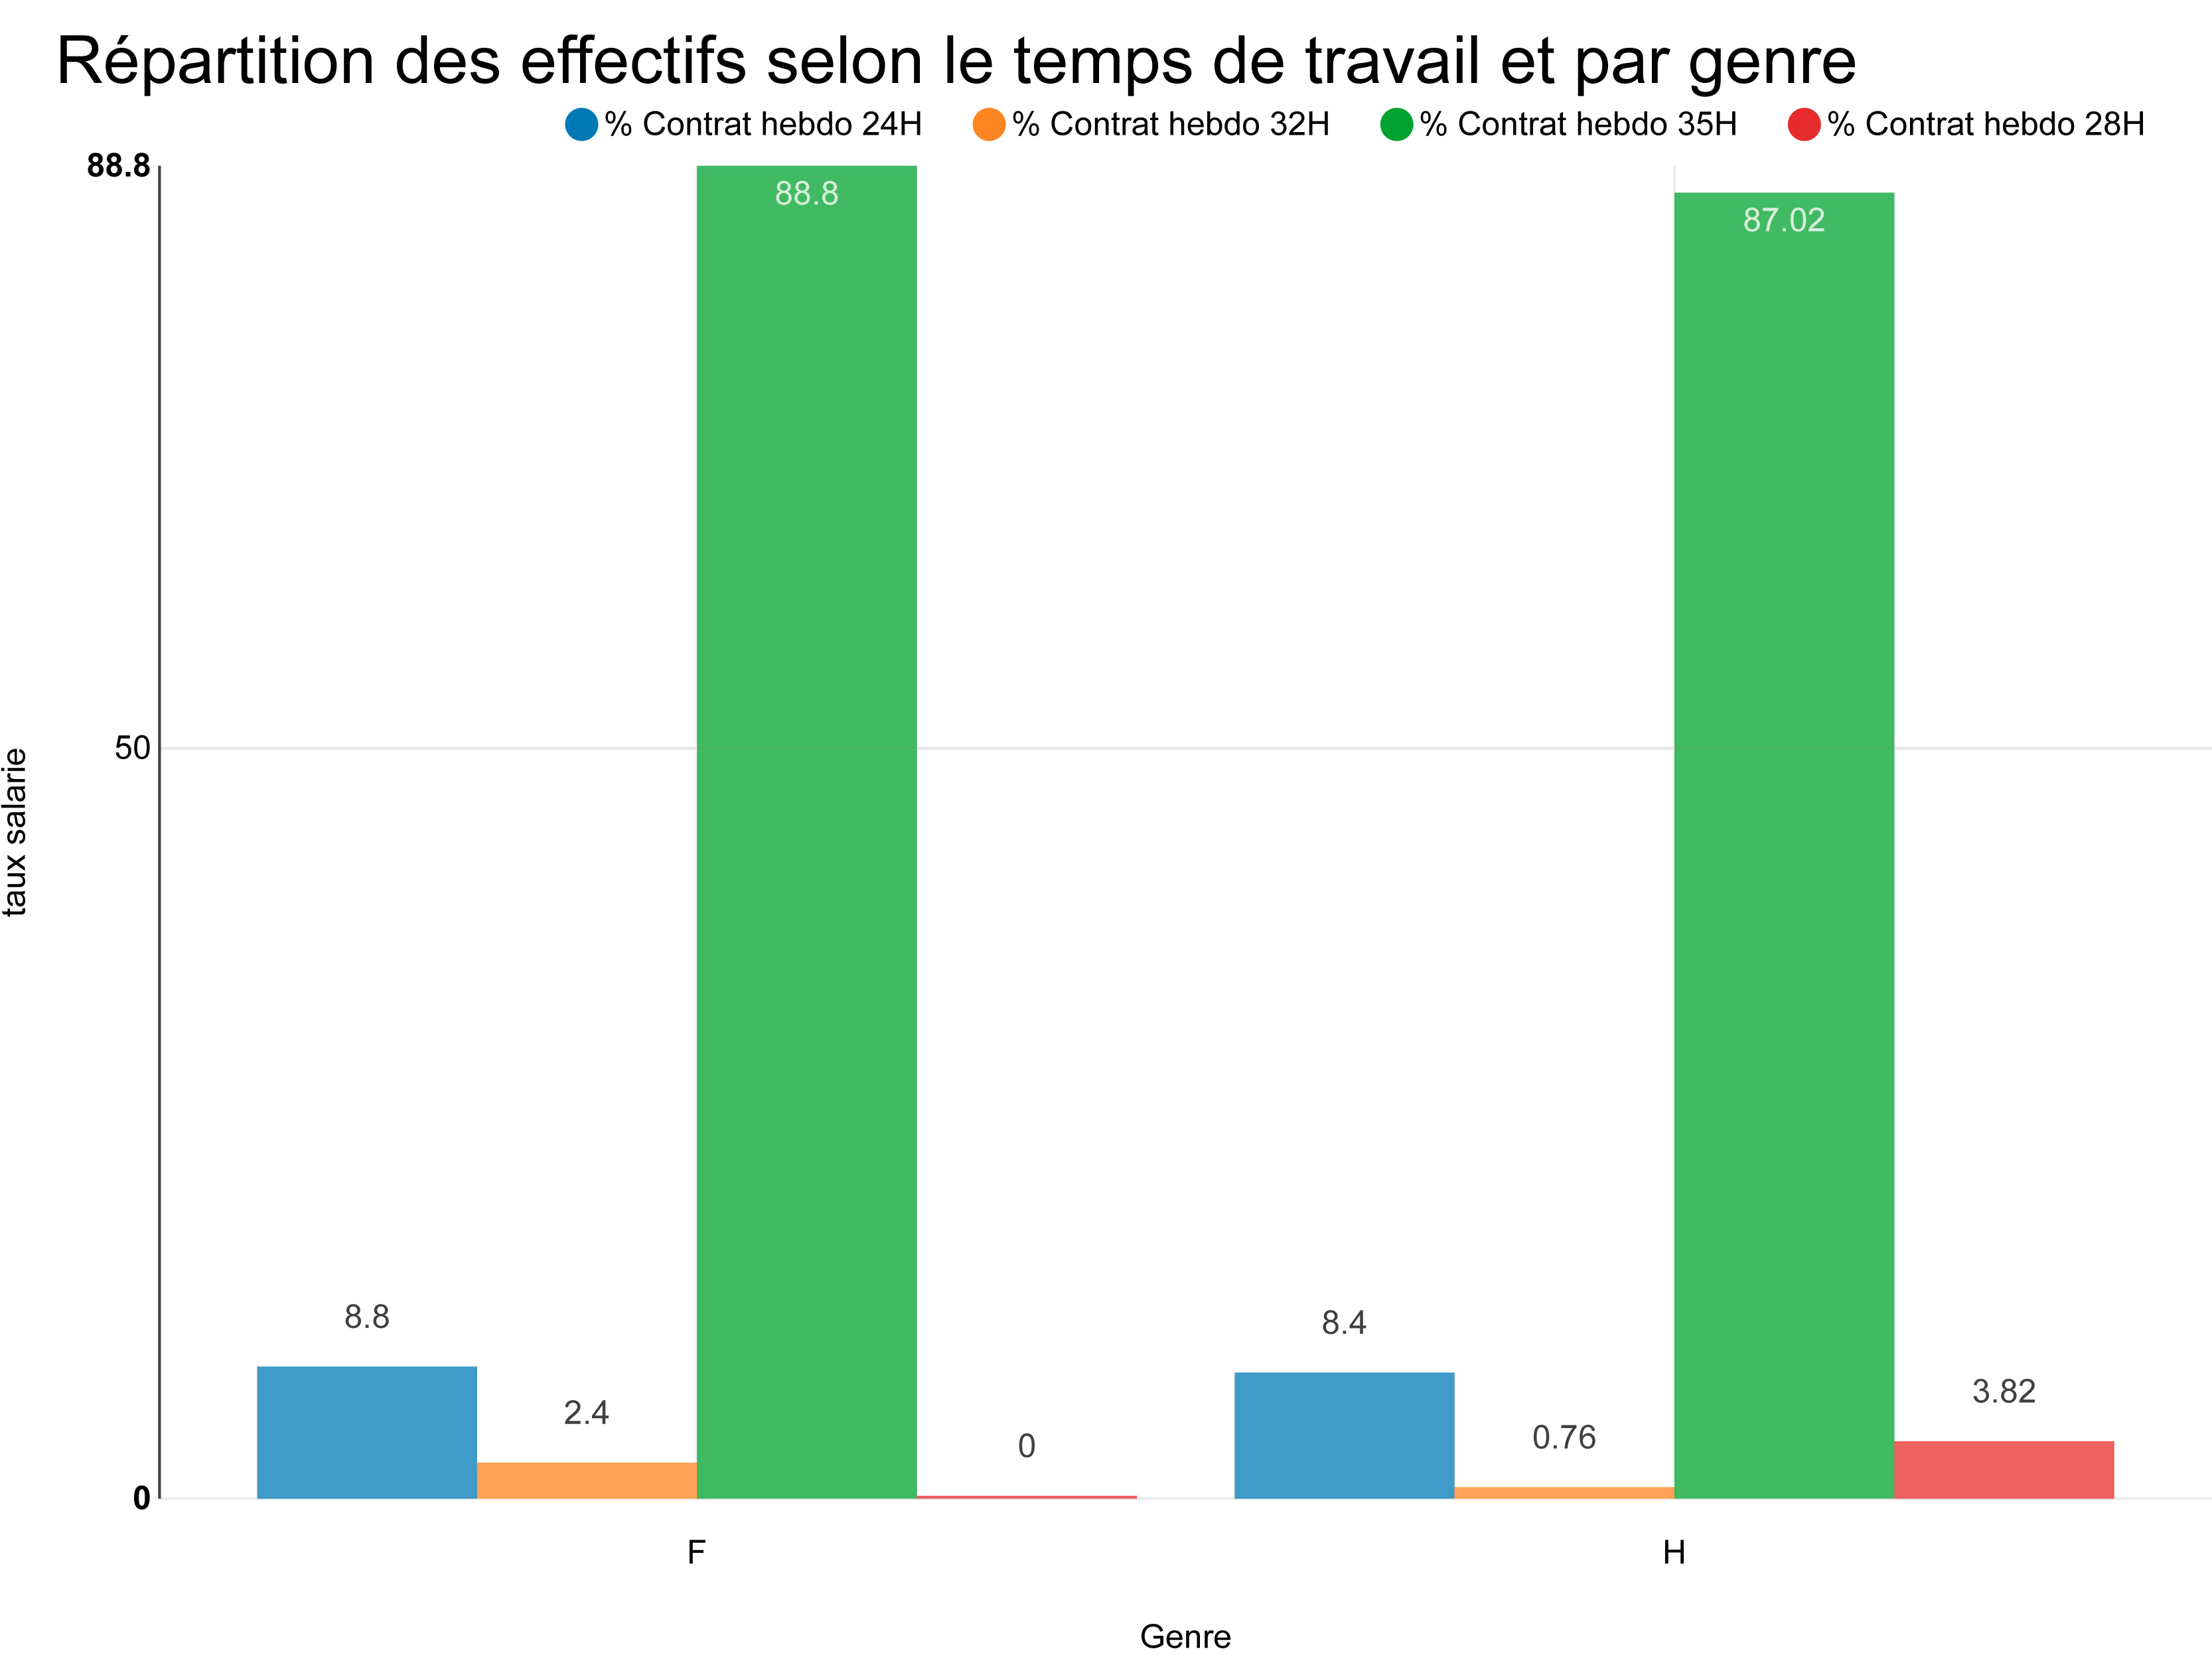 Répartition des effectifs selon le temps de travail et par genre
% Contrat hebdo 24H % Contrat hebdo 32H % Contrat hebdo 35H % Contrat hebdo 28H
88.8
88.8
87.02
50
taux salarie
8.8
8.4
2.4
3.82
0
0.76
0
F H
Genre